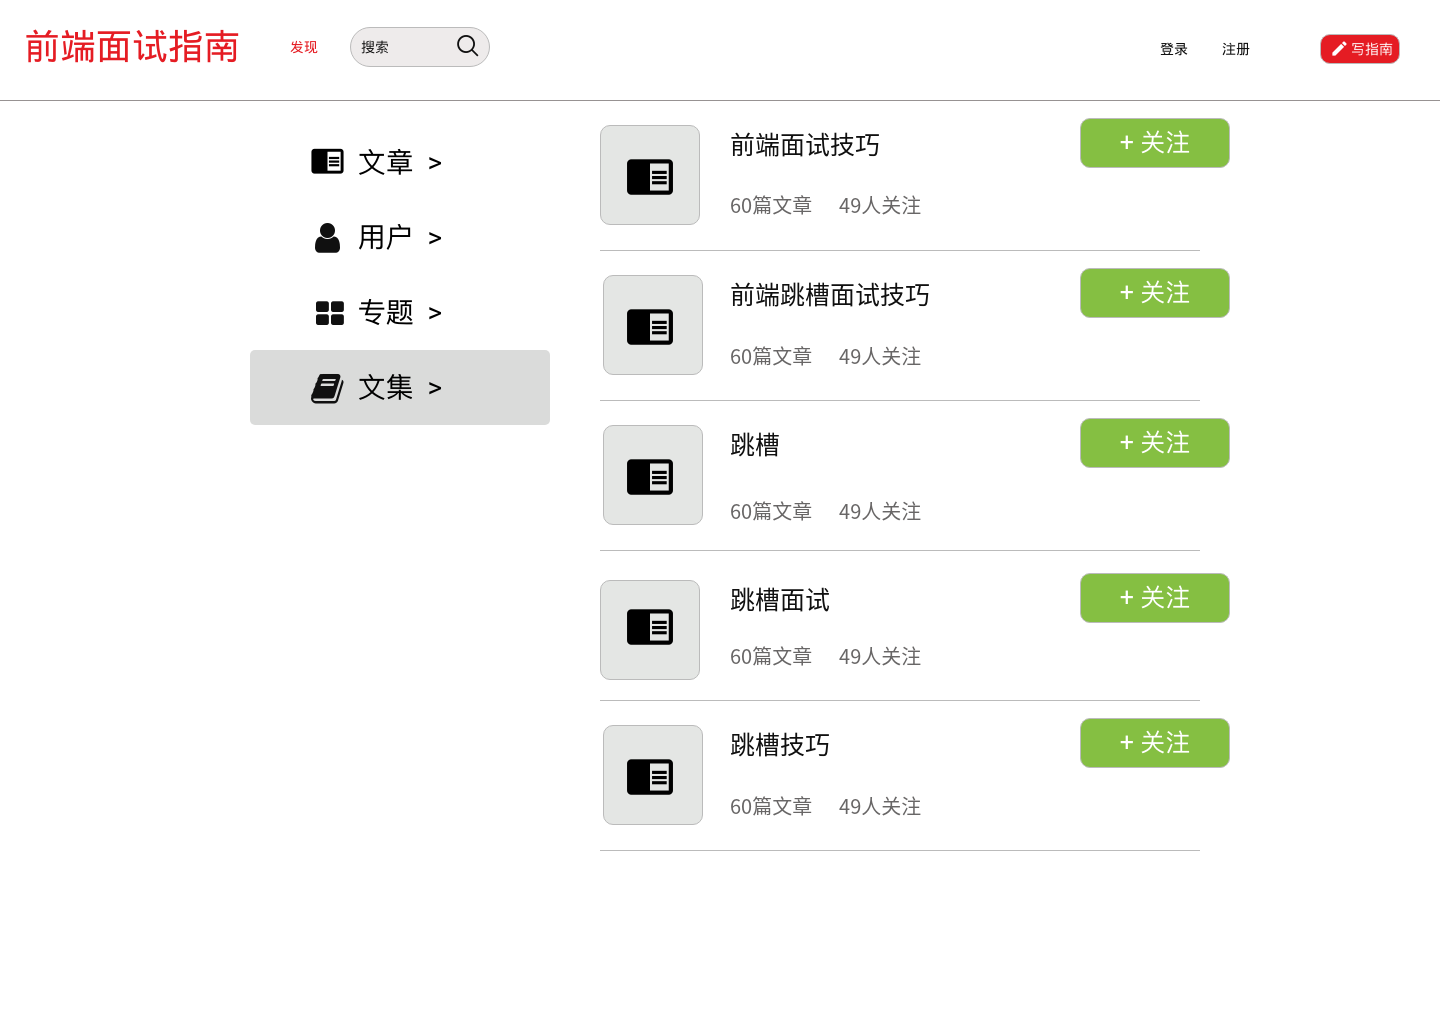 前端面试指南
发现
搜索
登录
注册
写指南
文章 >
用户 >
专题 >
文集 >
前端面试技巧
+ 关注
60篇文章 49人关注
前端跳槽面试技巧
+ 关注
60篇文章 49人关注
跳槽
+ 关注
60篇文章 49人关注
跳槽面试
+ 关注
60篇文章 49人关注
跳槽技巧
+ 关注
60篇文章 49人关注